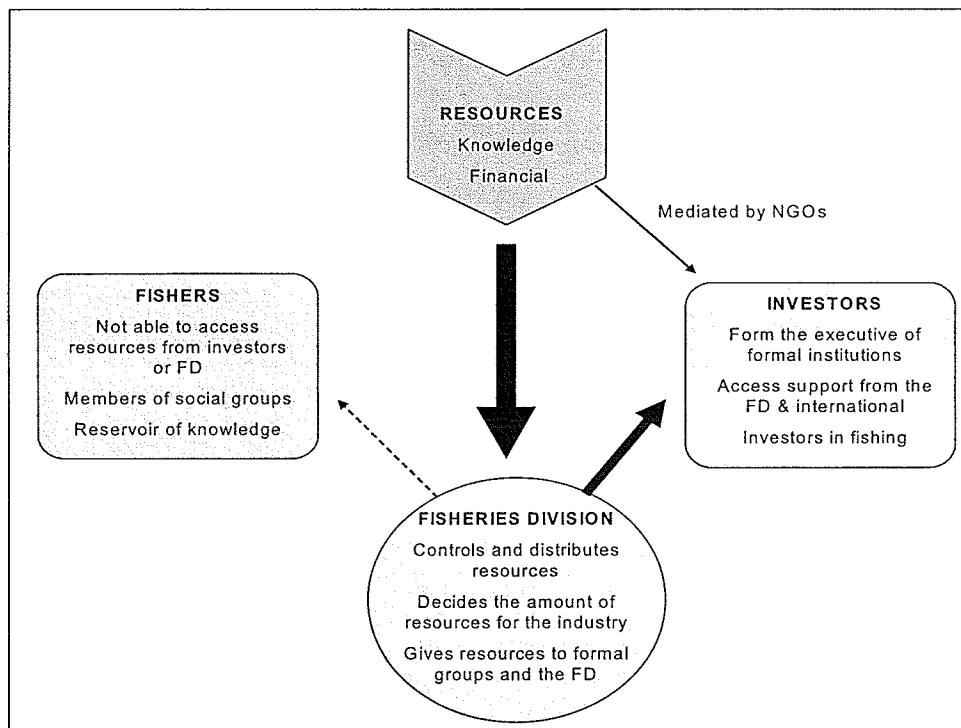 RESOURCES
Knowledge
Financial
Mediated by NGOs
FISHERS
Not able to access
resources from investors
or FD
Members of social groups
Reservoir of knowledge
INVESTORS
Form the executive of
formal institutions
Access support from the
FD & international
Investors in fishing
FISHERIES DIVISION
Controls and distributes
resources
Decides the amount of
resources for the industry
Gives resources to formal
groups and the FD